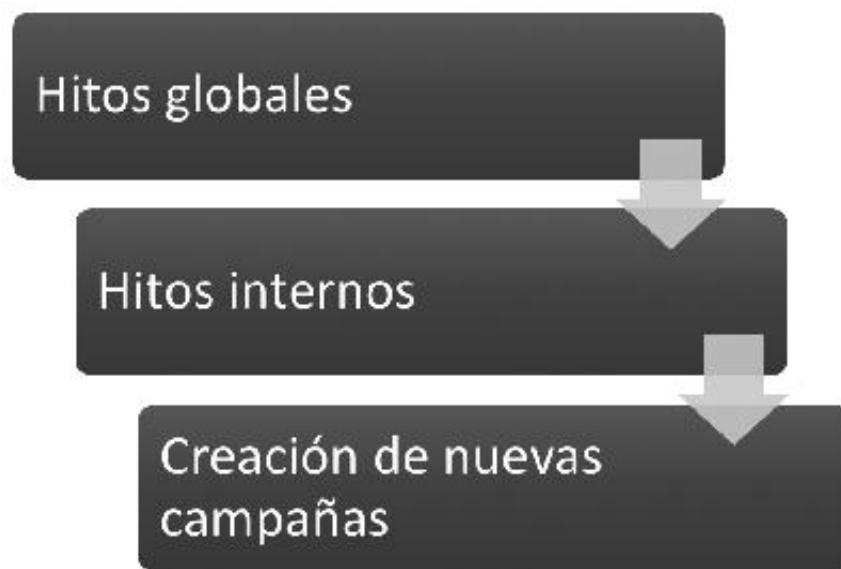 Hitos globales
Hitos internos
Creación de nuevas
campañas